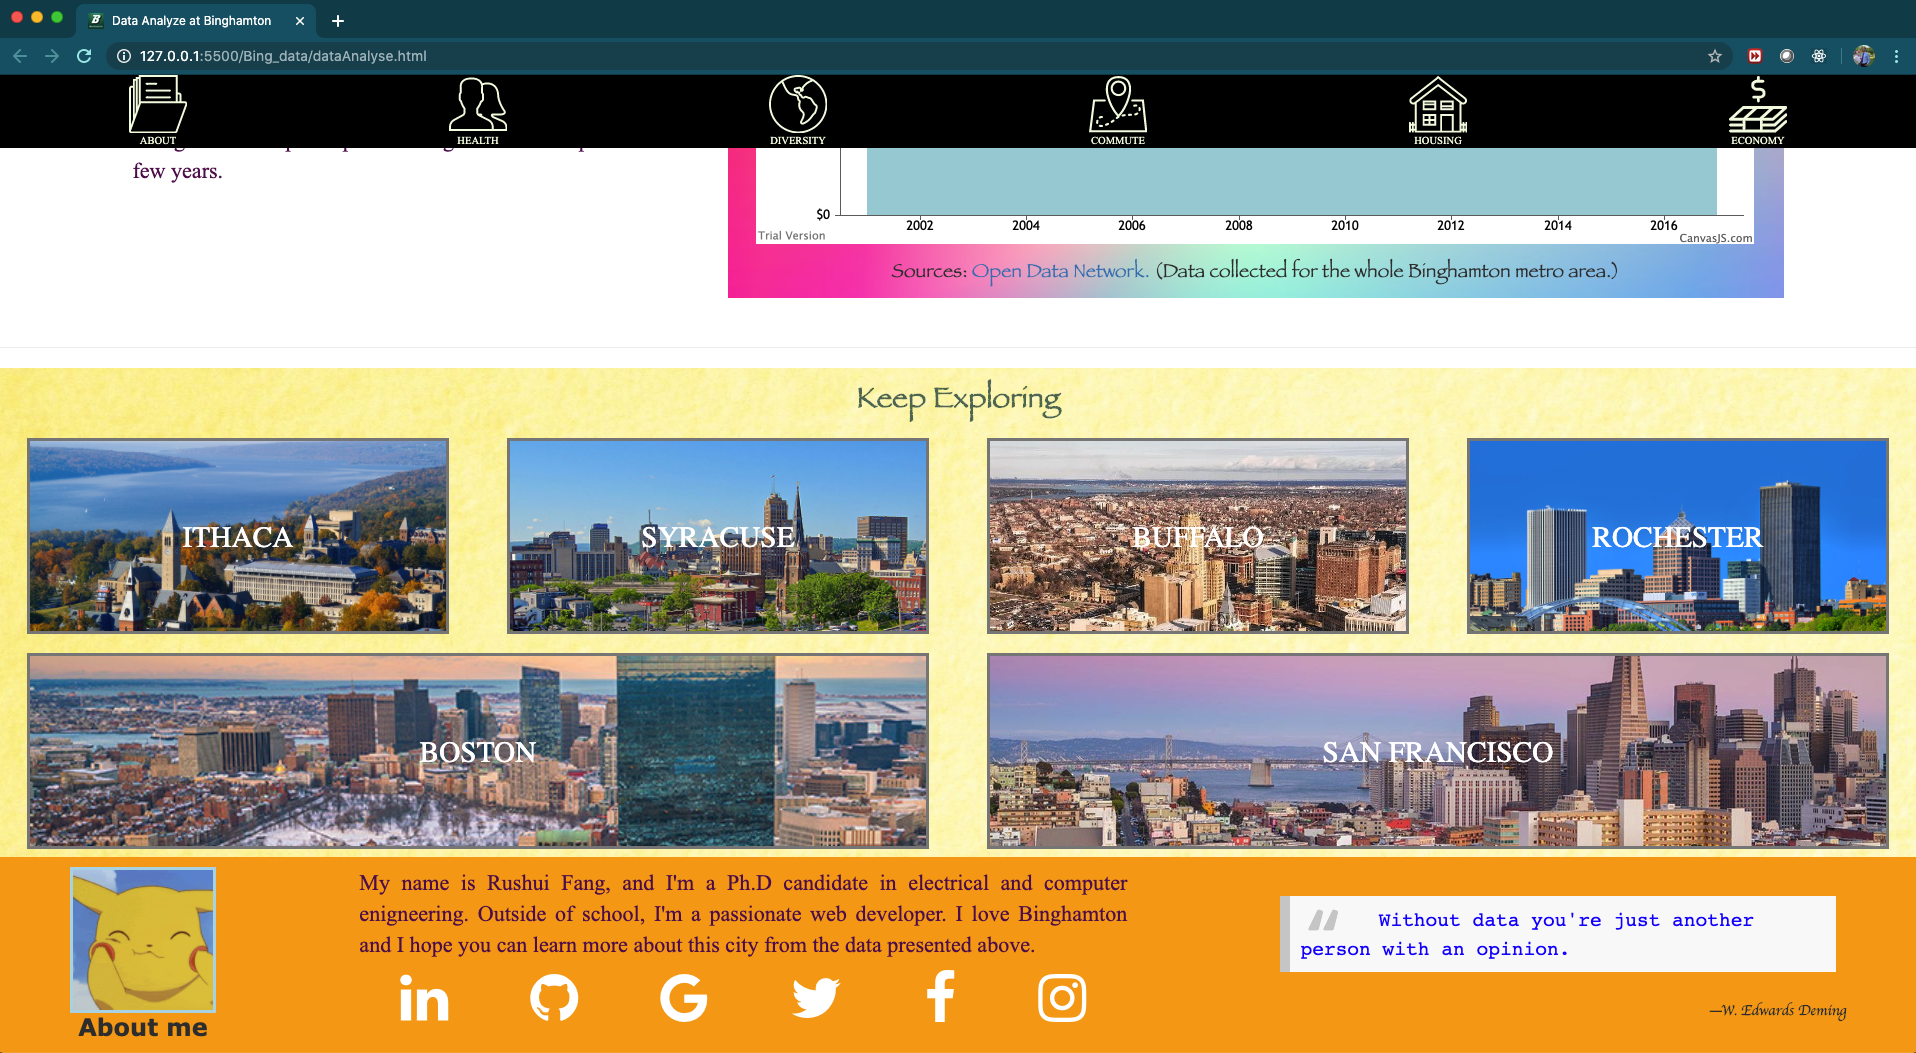 Data Analyze at Binghamton
127.0.0.1:5500/Bing_data/dataAnalyse.html
ABOUT
HEALTH
DIVERSITY
COMMUTE
HOUSING
$
ECONOMY
few years.
$0
2002 2004 2006 2008 2010 2012 2014 2016
Trial Version
CanvasJS.com
Sources: Open Data Network. (Data collected for the whole Binghamton metro area.)
Keep Exploring
ITHACA
SYRACUSE
BUFFALO
ROCHESTER
BOSTON
SAN FRANCISCO
My name is Rushui Fang, and I'm a Ph.D candidate in electrical and computer
enigneering. Outside of school, I'm a passionate web developer. I love Binghamton
and I hope you can learn more about this city from the data presented above.
About me
Without data you're just another
person with an opinion.
—W. Edwards Deming